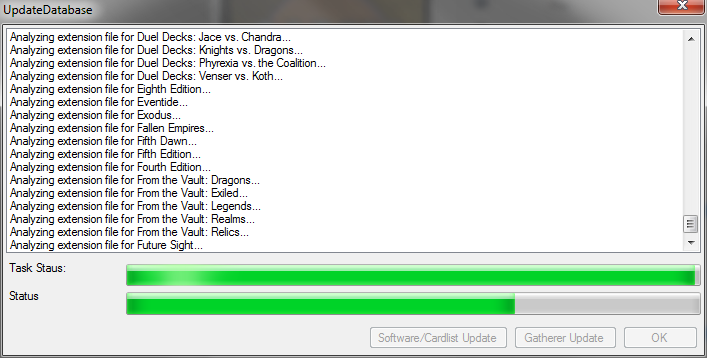 UpdateDatabase
Analyzing extension file for Duel Decks: Jace vs. Chandra...
Analyzing extension file for Duel Decks: Knights vs. Dragons...
Analyzing extension file for Duel Decks: Phyrexia vs. the Coalition...
Analyzing extension file for Duel Decks: Venser vs. Koth...
Analyzing extension file for Eighth Edition...
Analyzing extension file for Eventide...
Analyzing extension file for Exodus...
Analyzing extension file for Fallen Empires...
Analyzing extension file for Fifth Dawn...
Analyzing extension file for Fifth Edition...
Analyzing extension file for Fourth Edition...
Analyzing extension file for From the Vault: Dragons...
Analyzing extension file for From the Vault: Exiled...
Analyzing extension file for From the Vault: Legends...
Analyzing extension file for From the Vault: Realms...
Analyzing extension file for From the Vault: Relics...
Analyzing extension file for Future Sight...
Task Staus:
Status
Software/Cardlist Update
Gatherer Update
OK